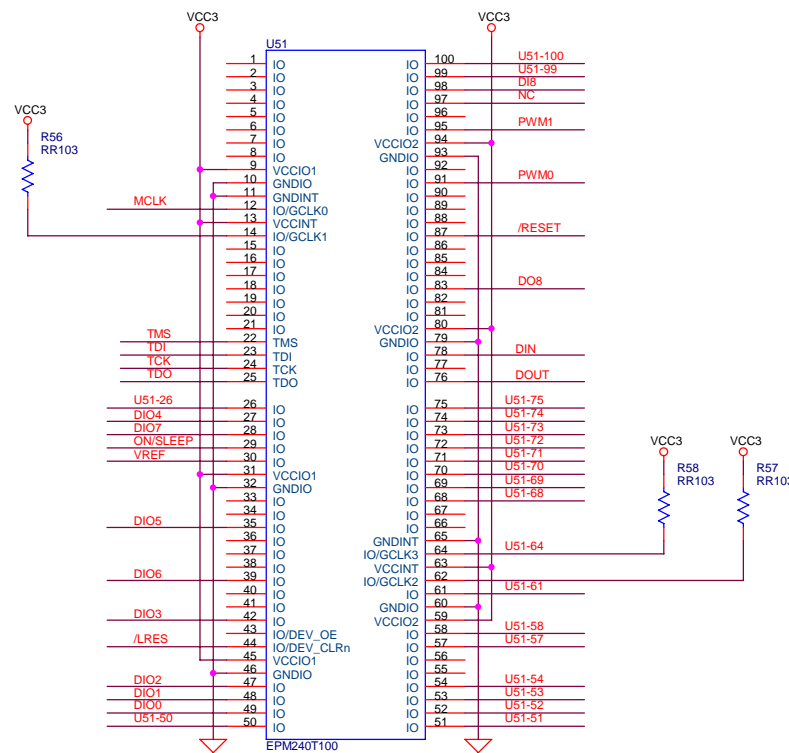 VCC3 VCC3
U51
1 IO IO 100 U51-100
2 IO IO 99 U51-99
3 IO IO 98 DI8
4 IO IO 97 NC
5 IO IO 96
6 IO IO 95 PWM1
7 IO VCCIO2 94
8 IO GNDIO 93
9 VCCIO1 IO 92
10 GNDIO IO 91 PWM0
11 GNDINT IO 90
MCLK 12 IO/GCLK0 IO 89
13 VCCINT IO 88
14 IO/GCLK1 IO 87 /RESET
15 IO IO 86
16 IO IO 85
17 IO IO 84
18 IO IO 83 DO8
19 IO IO 82
20 IO IO 81
21 IO VCCIO2 80
TMS 22 TMS GNDIO 79
TDI 23 TDI IO 78 DIN
TCK 24 TCK IO 77
TDO 25 TDO IO 76 DOUT
U51-26 26 IO IO 75 U51-75
DIO4 27 IO IO 74 U51-74
DIO7 28 IO IO 73 U51-73
ON/SLEEP 29 IO IO 72 U51-72
VREF 30 IO IO 71 U51-71
31 VCCIO1 IO 70 U51-70
32 GNDIO IO 69 U51-69
33 IO IO 68 U51-68
34 IO IO 67
DIO5 35 IO IO 66
36 IO GNDINT 65
37 IO IO/GCLK3 64 U51-64
38 IO VCCINT 63
DIO6 39 IO IO/GCLK2 62
40 IO IO 61 U51-61
41 IO GNDIO 60
DIO3 42 IO VCCIO2 59
43 IO/DEV_OE IO 58 U51-58
/LRES 44 IO/DEV_CLRn IO 57 U51-57
45 VCCIO1 IO 56
46 GNDIO IO 55
DIO2 47 IO IO 54 U51-54
DIO1 48 IO IO 53 U51-53
DIO0 49 IO IO 52 U51-52
U51-50 50 IO IO 51 U51-51
EPM240T100
VCC3
R56
RR103
VCC3
R58
RR103
VCC3
R57
RR103